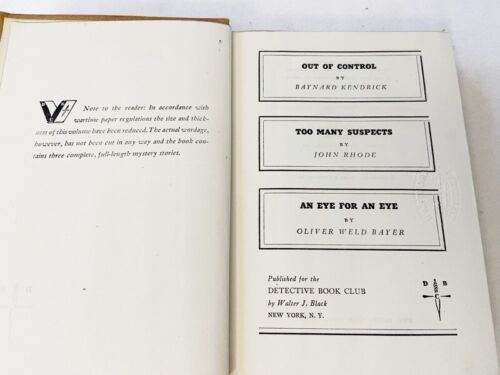 Note to the reader: In accordance with
wartime paper regulations the size and thick-
ness of this volume have been reduced. The actual wordage,
however, has not been cut in any way and the book con-
tains three complete, full-length mystery stories.
OUT OF CONTROL
BY
BAYNARD KENDRICK
TOO MANY SUSPECTS
BY
JOHN RHODE
AN EYE FOR AN EYE
BY
OLIVER WELD BAYER
Published for the
DETECTIVE BOOK CLUB
by Walter J. Black
NEW YORK, N. Y.
D B